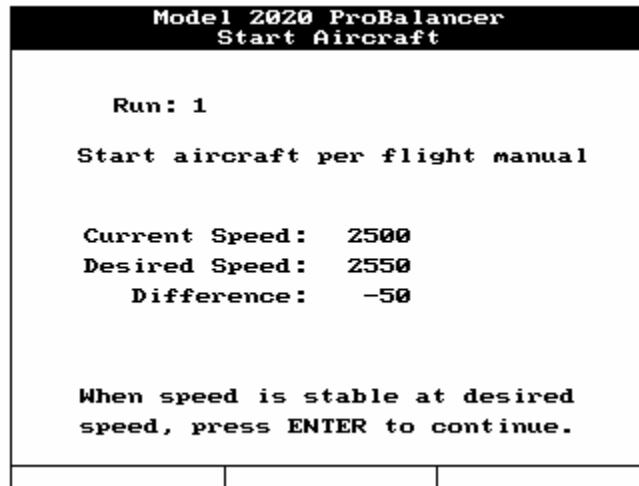 Model 2020 ProBalancer
Start Aircraft
Run: 1
Start aircraft per flight manual
Current Speed: 2500
Desired Speed: 2550
Difference: -50
When speed is stable at desired
speed, press ENTER to continue.